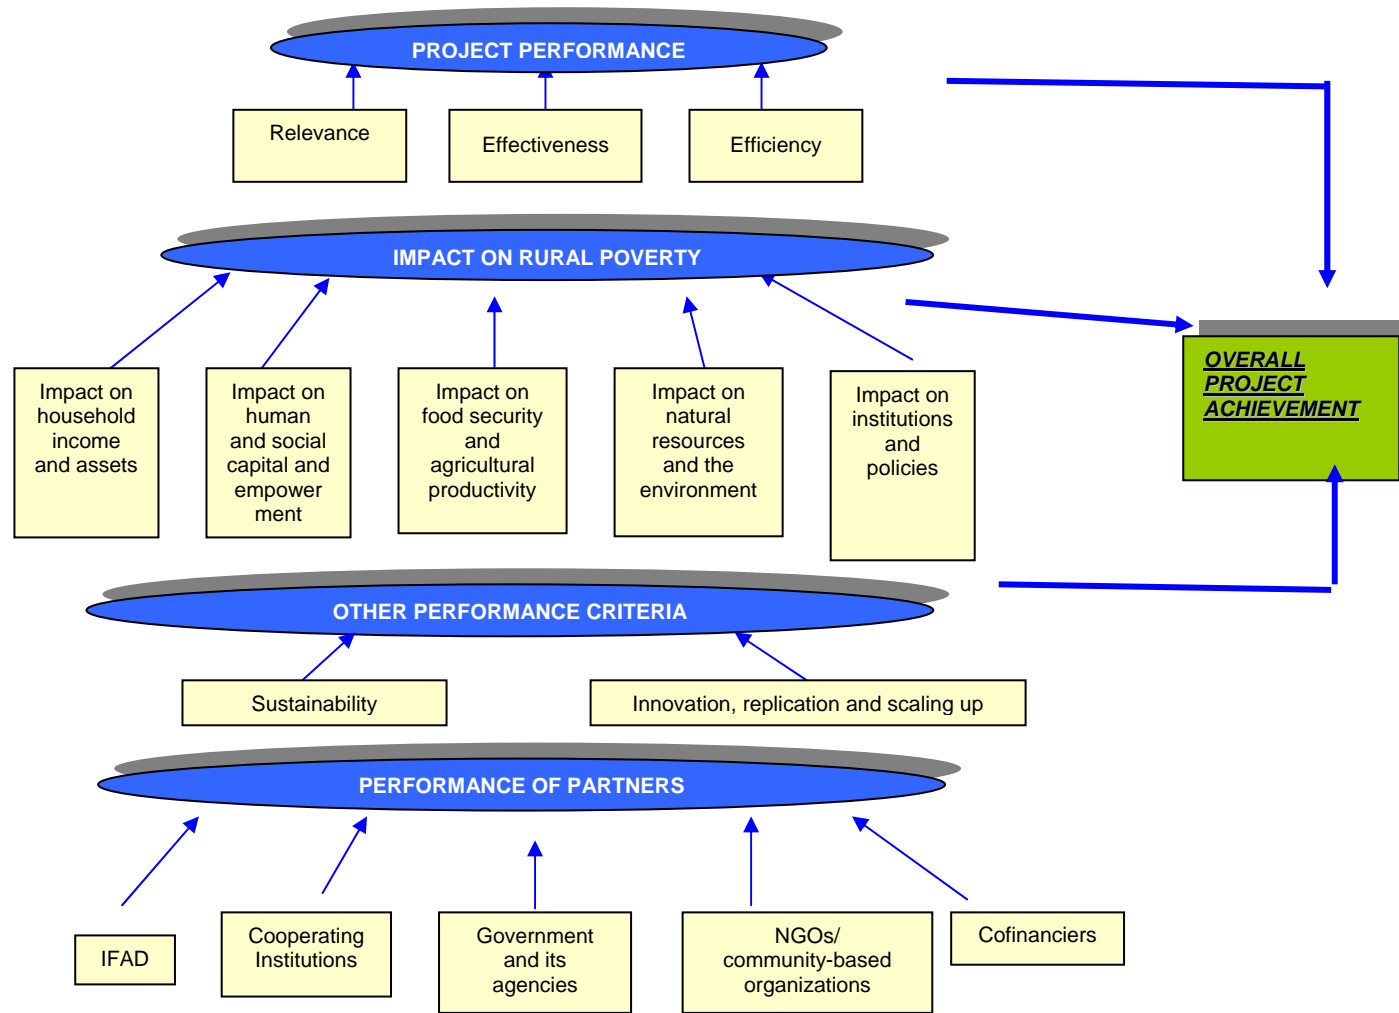 PROJECT PERFORMANCE
Relevance
Effectiveness
Efficiency
IMPACT ON RURAL POVERTY
Impact on
household
income
and assets
Impact on
human
and social
capital and
empower
ment
Impact on
food security
and
agricultural
productivity
Impact on
natural
resources
and the
environment
Impact on
institutions
and
policies
OVERALL
PROJECT
ACHIEVEMENT
OTHER PERFORMANCE CRITERIA
Sustainability
Innovation, replication and scaling up
PERFORMANCE OF PARTNERS
IFAD
Cooperating
Institutions
Government
and its
agencies
NGOs/
community-based
organizations
Cofinanciers